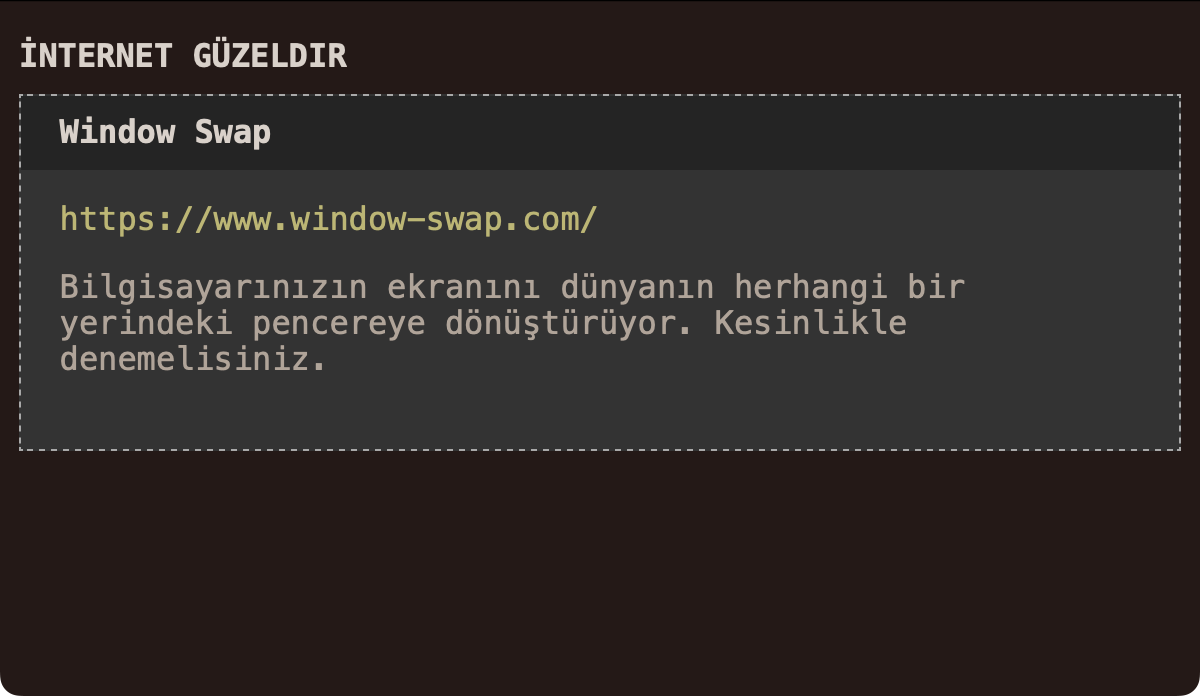 İNTERNET GÜZELDIR
Window Swap
https://www.window-swap.com/
Bilgisayarınızın ekranını dünyanın herhangi bir
yerindeki pencereye dönüştürüyor. Kesinlikle
denemelisiniz.